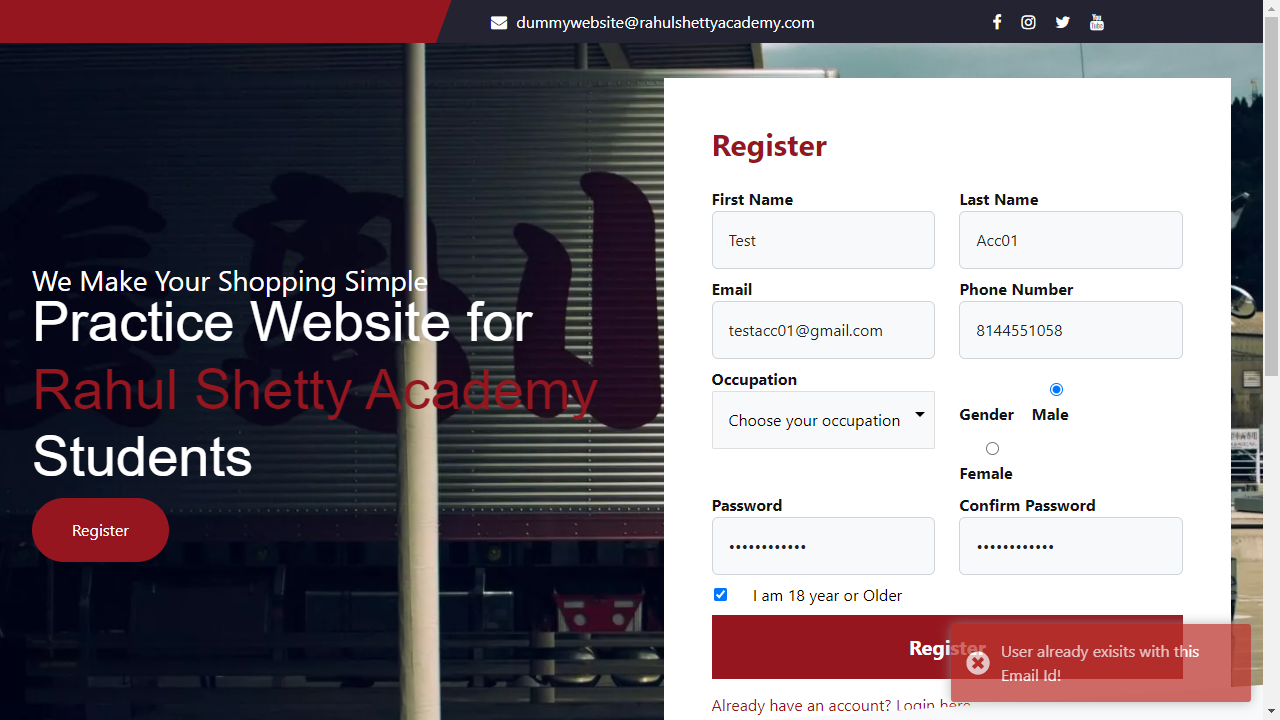 dummywebsite@rahulshettyacademy.com
We Make Your Shopping Simple
Practice Website for
Rahul Shetty Academy
Students
Register
Register
First Name
Last Name
Test
Acc01
Email
Phone Number
testacc01@gmail.com
8144551058
Occupation
Choose your occupation
Gender
Male
Female
Password
Confirm Password
••••••••••••
••••••••••••
I am 18 year or Older
Register
User already exisits with this
Email Id!
Already have an account? Login here